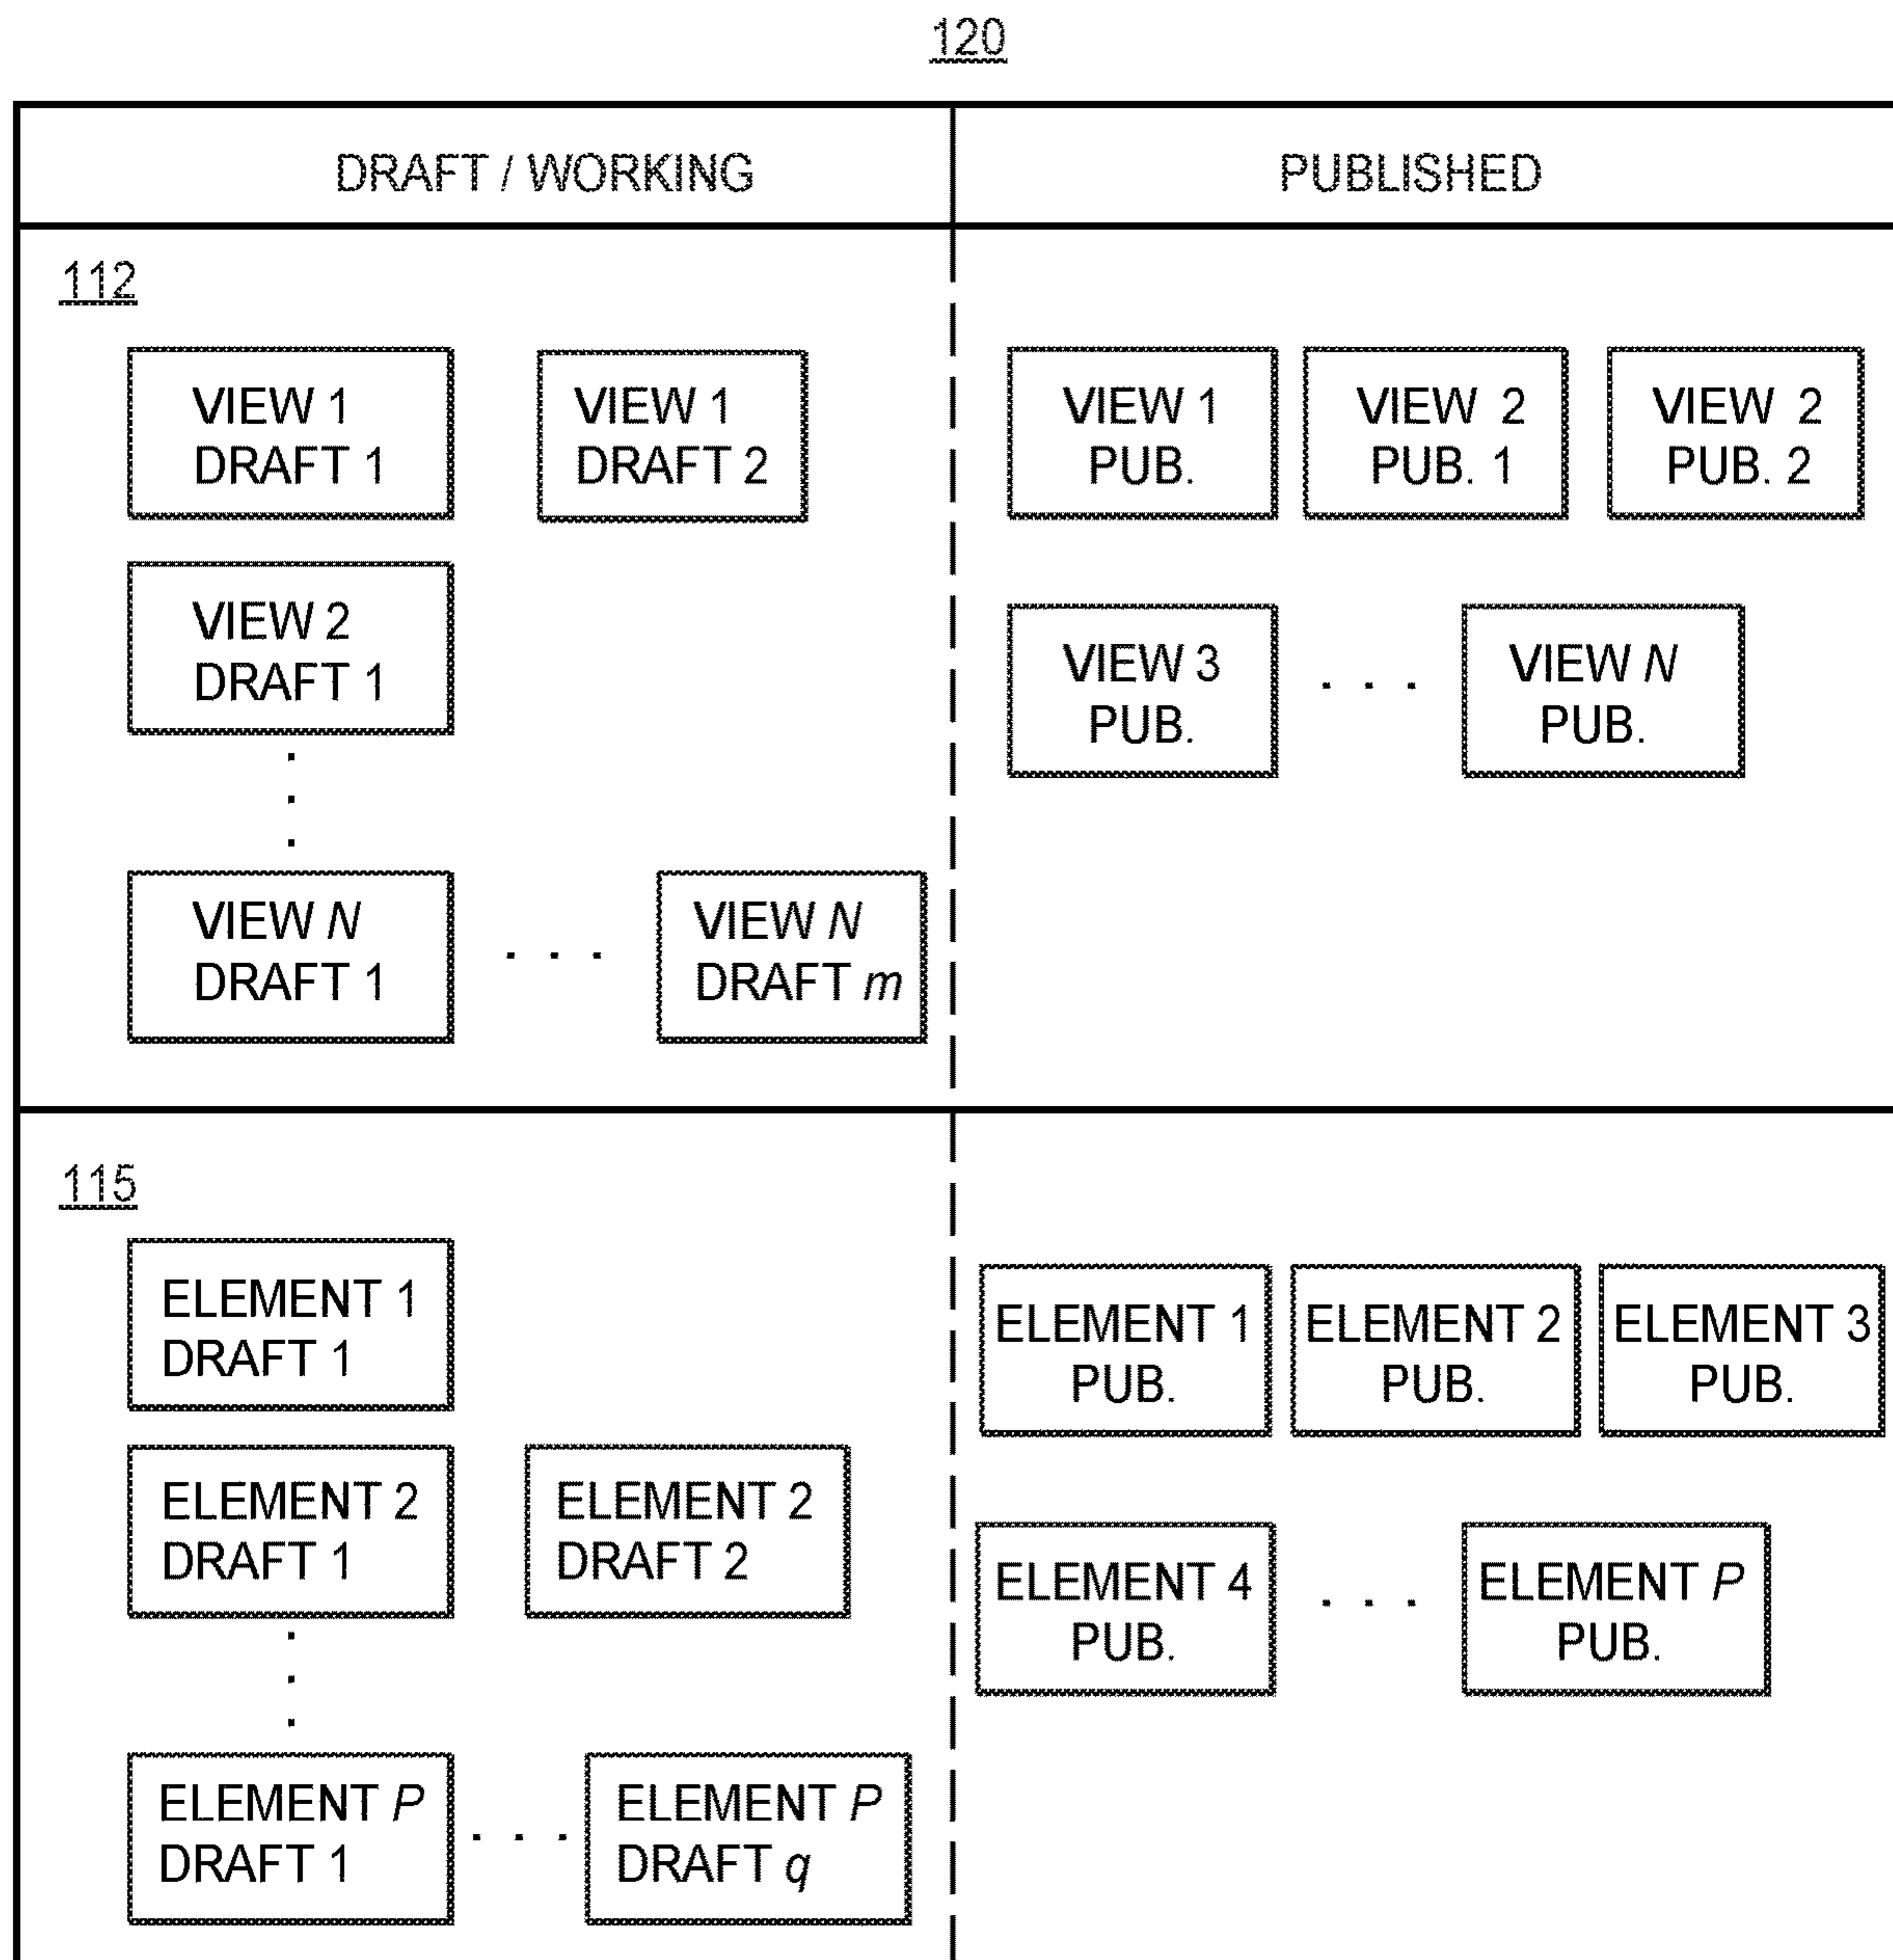 120
DRAFT / WORKING
PUBLISHED
112
VIEW 1
DRAFT 1
VIEW 1
DRAFT 2
VIEW 2
DRAFT 1
.
.
.
VIEW N
DRAFT 1
. . .
VIEW N
DRAFT m
VIEW 1
PUB.
VIEW 2
PUB. 1
VIEW 2
PUB. 2
VIEW 3
PUB.
. . .
VIEW N
PUB.
115
ELEMENT 1
DRAFT 1
ELEMENT 2
DRAFT 1
ELEMENT 2
DRAFT 2
.
.
.
ELEMENT P
DRAFT 1
. . .
ELEMENT P
DRAFT q
ELEMENT 1
PUB.
ELEMENT 2
PUB.
ELEMENT 3
PUB.
ELEMENT 4
PUB.
. . .
ELEMENT P
PUB.